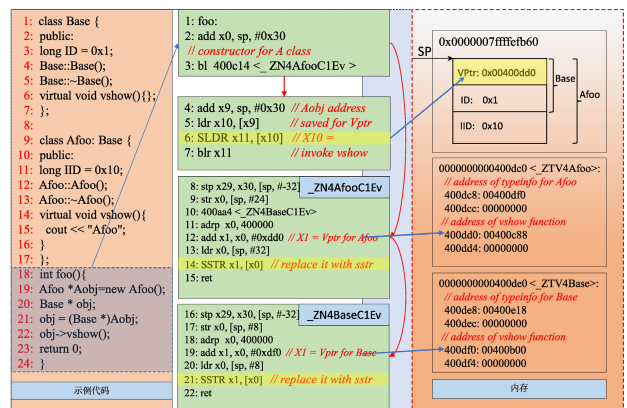 1: class Base {
2: public:
3: long ID = 0x1;
4: Base::Base();
5: Base::~Base();
6: virtual void vshow(){};
7: };
8:
9: class Afoo: Base {
10: public:
11: long IID = 0x10;
12: Afoo::Afoo();
13: Afoo::~Afoo();
14: virtual void vshow(){
15: cout << "Afoo";
16: }
17: };
18: int foo(){
19: Afoo *Aobj=new Afoo();
20: Base * obj;
21: obj = (Base *)Aobj;
22: obj->vshow();
23: return 0;
24: }
示例代码
1: foo:
2: add x0, sp, #0x30
// constructor for A class
3: bl 400c14 <_ZN4AfooC1Ev >
4: add x9, sp, #0x30 // Aobj address
5: ldr x10, [x9] // saved for Vptr
6: SLDR x11, [x10] // X10 =
7: blr x11 // invoke vshow
_ZN4AfooC1Ev
8: stp x29, x30, [sp, #-32]
9: str x0, [sp, #24]
10: 400aa4 <_ZN4BaseC1Ev>
11: adrp x0, 400000
12: add x1, x0, #0xdd0 // X1 = Vptr for Afoo
13: ldr x0, [sp, #-32]
14: SSTR x1, [x0] // replace it with sstr
15: ret
_ZN4BaseC1Ev
16: stp x29, x30, [sp, #-32]
17: str x0, [sp, #8]
18: adrp x0, 400000
19: add x1, x0, #0xdf0 // X1 = Vptr for Base
20: ldr x0, [sp, #8]
21: SSTR x1, [x0] // replace it with sstr
22: ret
SP
0x0000007ffffefb60
VPtr: 0x00400dd0
ID: 0x1
IID: 0x10
Base
Afoo
0000000000400dc0 <_ZTV4Afoo>:
// address of typeinfo for Afoo
400dc8: 00400df0
400dcc: 00000000
// address of vshow function
400dd0: 00400c88
400dd4: 00000000
0000000000400de0 <_ZTV4Base>:
// address of typeinfo for Base
400de8: 00400e18
400dec: 00000000
// address of vshow function
400df0: 00400b00
400df4: 00000000
内存